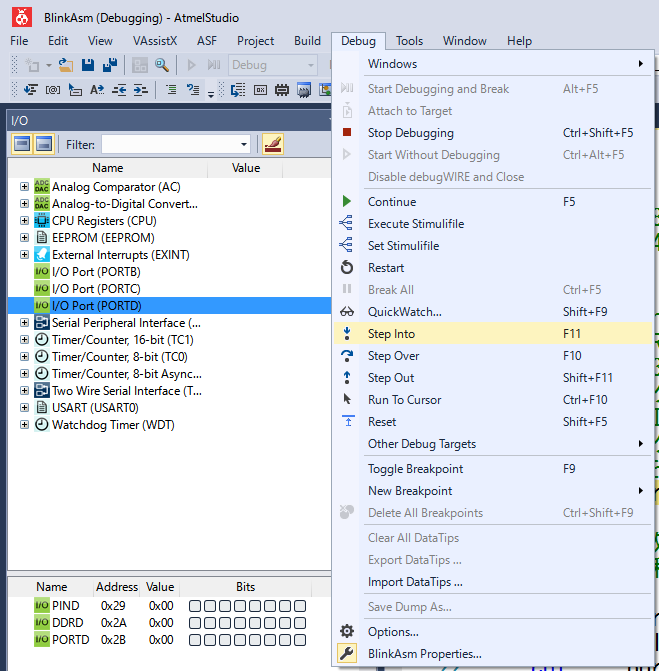 BlinkAsm (Debugging) - AtmelStudio
File Edit View VAssistX ASF Project Build Debug Tools Window Help
Debug
I/O
Filter:
Name Value
Analog Comparator (AC)
Analog-to-Digital Convert...
CPU Registers (CPU)
EEPROM (EEPROM)
External Interrupts (EXINT)
I/O Port (PORTB)
I/O Port (PORTC)
I/O Port (PORTD)
Serial Peripheral Interface (...
Timer/Counter, 16-bit (TC1)
Timer/Counter, 8-bit (TC0)
Timer/Counter, 8-bit Async...
Two Wire Serial Interface (T...
USART (USART0)
Watchdog Timer (WDT)
Name Address Value Bits
I/O PIND 0x29 0x00
I/O DDRD 0x2A 0x00
I/O PORTD 0x2B 0x00
Windows
Start Debugging and Break Alt+F5
Attach to Target
Stop Debugging Ctrl+Shift+F5
Start Without Debugging Ctrl+Alt+F5
Disable debugWIRE and Close
Continue F5
Execute Stimulifile
Set Stimulifile
Restart
Break All Ctrl+F5
QuickWatch... Shift+F9
Step Into F11
Step Over F10
Step Out Shift+F11
Run To Cursor Ctrl+F10
Reset Shift+F5
Other Debug Targets
Toggle Breakpoint F9
New Breakpoint
Delete All Breakpoints Ctrl+Shift+F9
Clear All DataTips
Export DataTips ...
Import DataTips ...
Save Dump As...
Options...
BlinkAsm Properties...